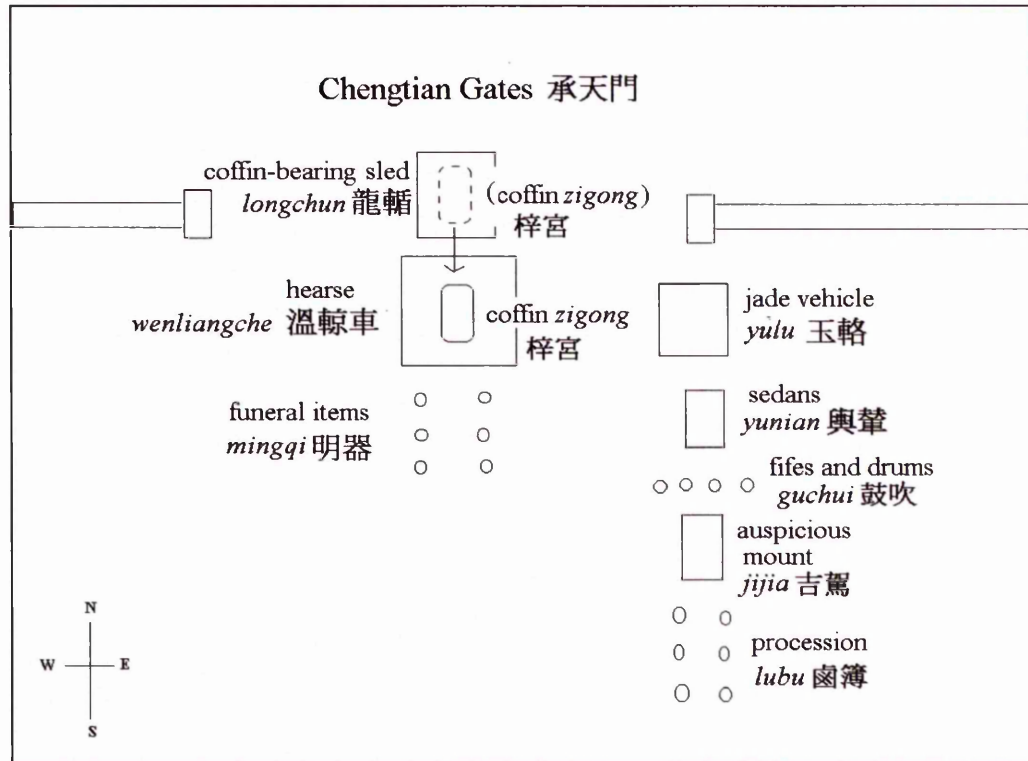 Chengtian Gates 承天門
coffin-bearing sled
longchun 龍輴
(coffin zigong)
梓宮
hearse
wenliangche 溫輬車
coffin zigong
梓宮
jade vehicle
yulu 玉輅
funeral items
mingqi 明器
sedans
yunian 輿輦
fifes and drums
guchui 鼓吹
auspicious
mount
jijia 吉駕
procession
lubu 鹵簿
N
W
E
S